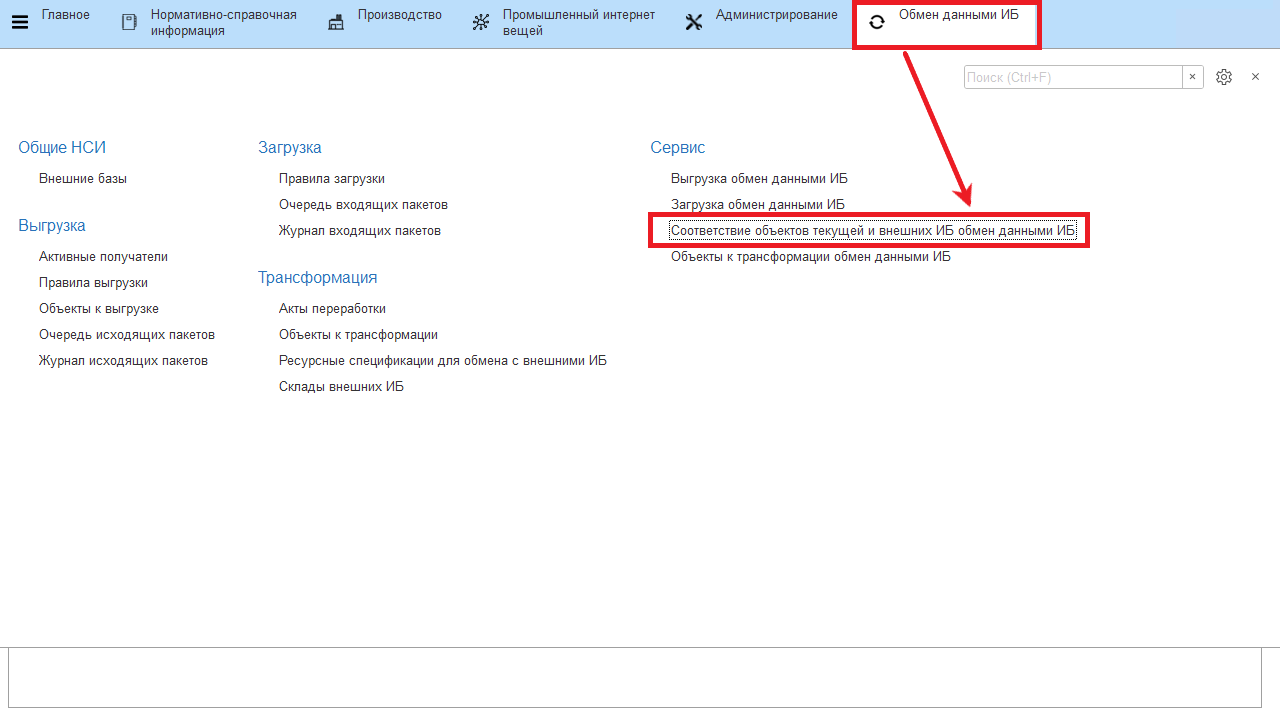 Главное
Нормативно-справочная
информация
Производство
Промышленный интернет
вещей
Администрирование
Обмен данными ИБ
Поиск (Ctrl+F)
Общие НСИ
Внешние базы
Выгрузка
Активные получатели
Правила выгрузки
Объекты к выгрузке
Очередь исходящих пакетов
Журнал исходящих пакетов
Загрузка
Правила загрузки
Очередь входящих пакетов
Журнал входящих пакетов
Трансформация
Акты переработки
Объекты к трансформации
Ресурсные спецификации для обмена с внешними ИБ
Склады внешних ИБ
Сервис
Выгрузка обмен данными ИБ
Загрузка обмен данными ИБ
Соответствие объектов текущей и внешних ИБ обмен данными ИБ
Объекты к трансформации обмен данными ИБ